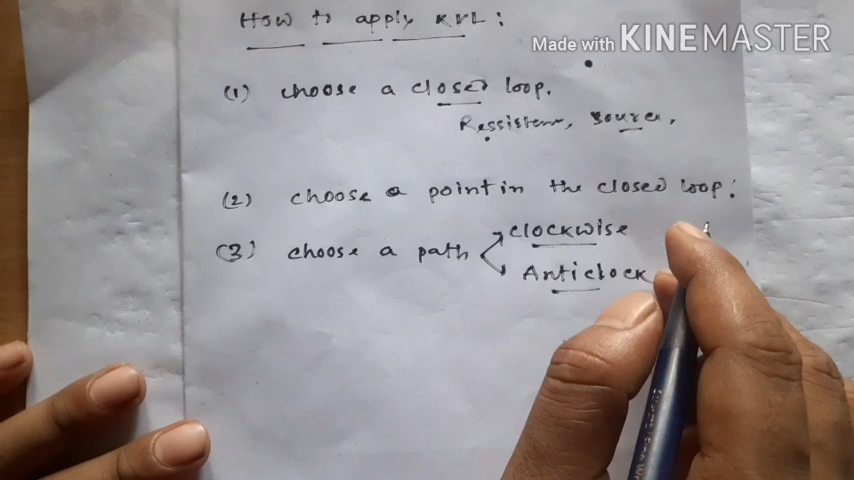 How to apply KVL:
Made with KINEMASTER
(1) choose a closed loop.
Ressistem, source,
(2) choose a point in the closed loop:
(3) choose a path
clockwise
Anticlock